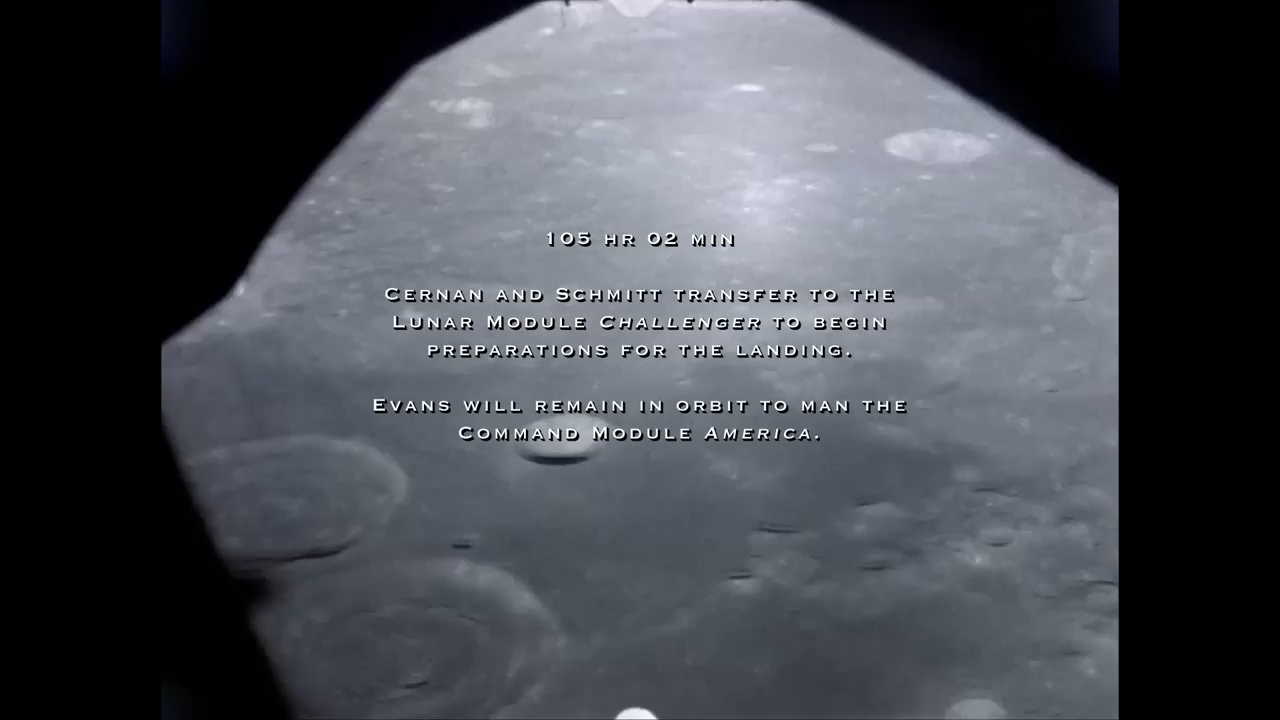 105 hr 02 min
Cernan and Schmitt transfer to the
Lunar Module Challenger to begin
preparations for the landing.
Evans will remain in orbit to man the
Command Module America.